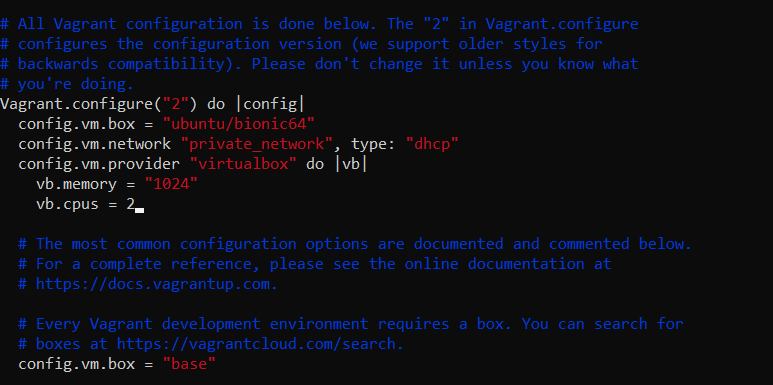 # All Vagrant configuration is done below. The "2" in Vagrant.configure
# configures the configuration version (we support older styles for
# backwards compatibility). Please don't change it unless you know what
# you're doing.
Vagrant.configure("2") do |config|
  config.vm.box = "ubuntu/bionic64"
  config.vm.network "private_network", type: "dhcp"
  config.vm.provider "virtualbox" do |vb|
    vb.memory = "1024"
    vb.cpus = 2

  # The most common configuration options are documented and commented below.
  # For a complete reference, please see the online documentation at
  # https://docs.vagrantup.com.

  # Every Vagrant development environment requires a box. You can search for
  # boxes at https://vagrantcloud.com/search.
  config.vm.box = "base"